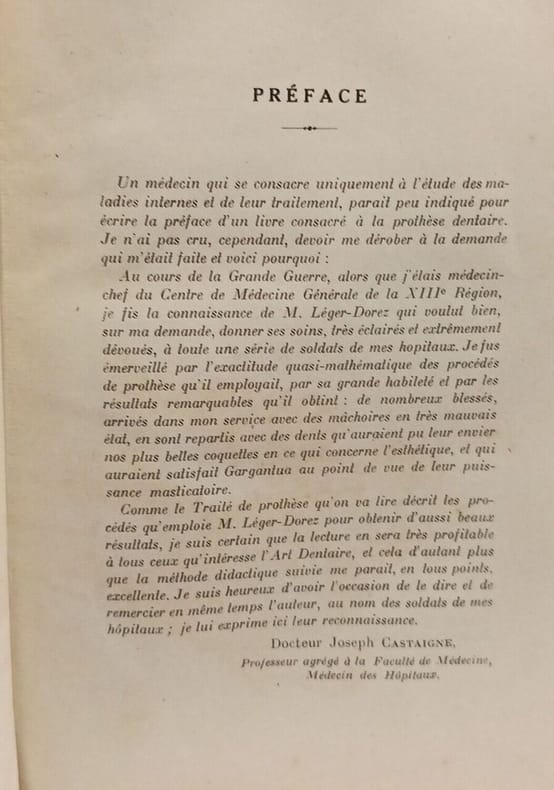 PRÉFACE
Un médecin qui se consacre uniquement à l'étude des ma-
ladies internes et de leur traitement, parait peu indiqué pour
écrire la préface d'un livre consacré à la prothèse dentaire.
Je n'ai pas cru, cependant, devoir me dérober à la demande
qui m'était faite et voici pourquoi :
Au cours de la Grande Guerre, alors que j'étais médecin-
chef du Centre de Médecine Générale de la XIIIe Région,
je fis la connaissance de M. Léger-Dorez qui voulut bien,
sur ma demande, donner ses soins, très éclairés et extrêmement
dévoués, à toute une série de soldats de mes hopitaux. Je fus
émerveillé par l'exactitude quasi-mathématique des procédés
de prothèse qu'il employait, par sa grande habileté et par les
résultats remarquables qu'il obtint : de nombreux blessés,
arrivés dans mon service avec des mâchoires en très mauvais
état, en sont repartis avec des dents qu'auraient pu leur envier
nos plus belles coquettes en ce qui concerne l'esthétique, et qui
auraient satisfait Gargantua au point de vue de leur puis-
sance masticatoire.
Comme le Traité de prothèse qu'on va lire décrit les pro-
cédés qu'emploie M. Léger-Dorez pour obtenir d'aussi beaux
résultats, je suis certain que la lecture en sera très profitable
à tous ceux qu'intéresse l'Art Dentaire, et cela d'autant plus
que la méthode didactique suivie me parait, en tous points,
excellente. Je suis heureux d'avoir l'occasion de le dire et de
remercier en même temps l'auteur, au nom des soldats de mes
hôpitaux ; je lui exprime ici leur reconnaissance.
Docteur Joseph CASTAIGNE,
Professeur agrégé à la Faculté de Médecine,
Médecin des Hôpitaux.